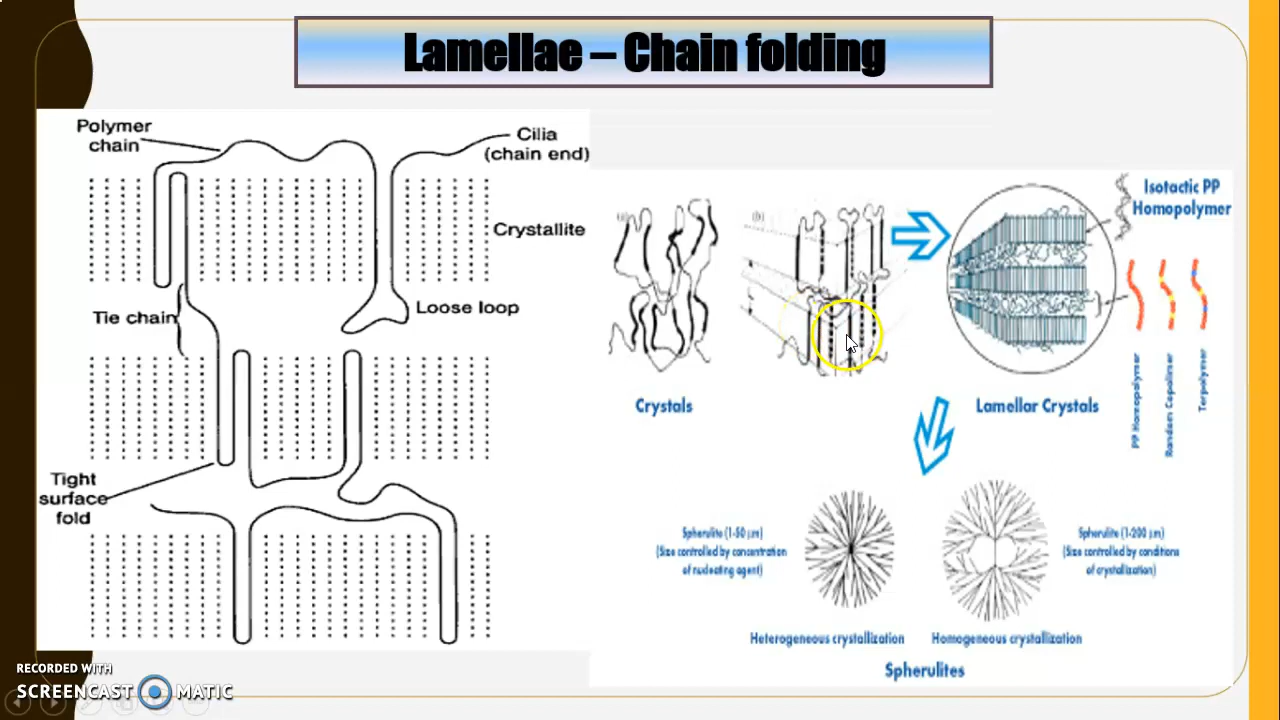 Lamellae – Chain folding
Polymer
chain
Cilia
(chain end)
Crystallite
Loose loop
Tie chain
Tight
surface
fold
(a)
(b)
Isotactic PP
Homopolymer
PP Homopolymer
Random Copolimer
Terpolymer
Crystals
Lamellar Crystals
Spherulite (1-50 µm)
(Size controlled by concentration
of nucleating agent)
Spherulite (1-200 µm)
(Size controlled by conditions
of crystallization)
Heterogeneous crystallization
Homogeneous crystallization
Spherulites
RECORDED WITH
SCREENCAST MATIC